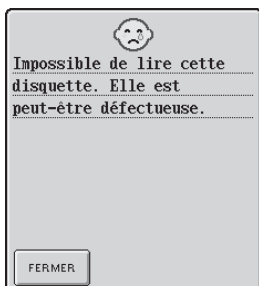 Impossible de lire cette
disquette. Elle est
peut-être défectueuse.
FERMER